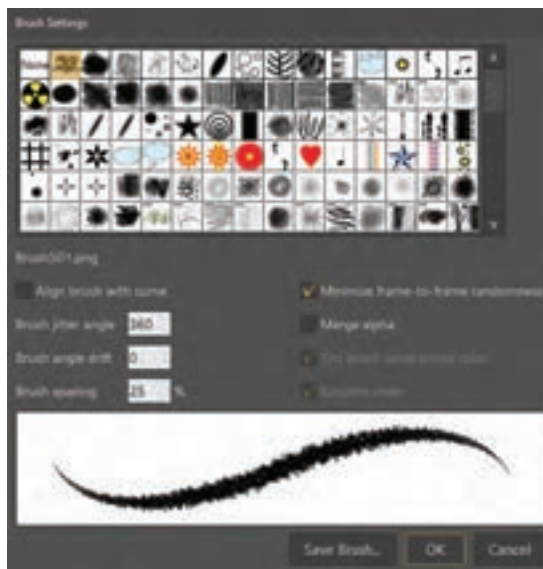 Brush Settings
Brush501.png
Align brush with curve
Minimize frame-to-frame randomness
Brush jitter angle 360
Merge alpha
Brush angle drift 0
Brush spacing 25 %
Save Brush... OK Cancel